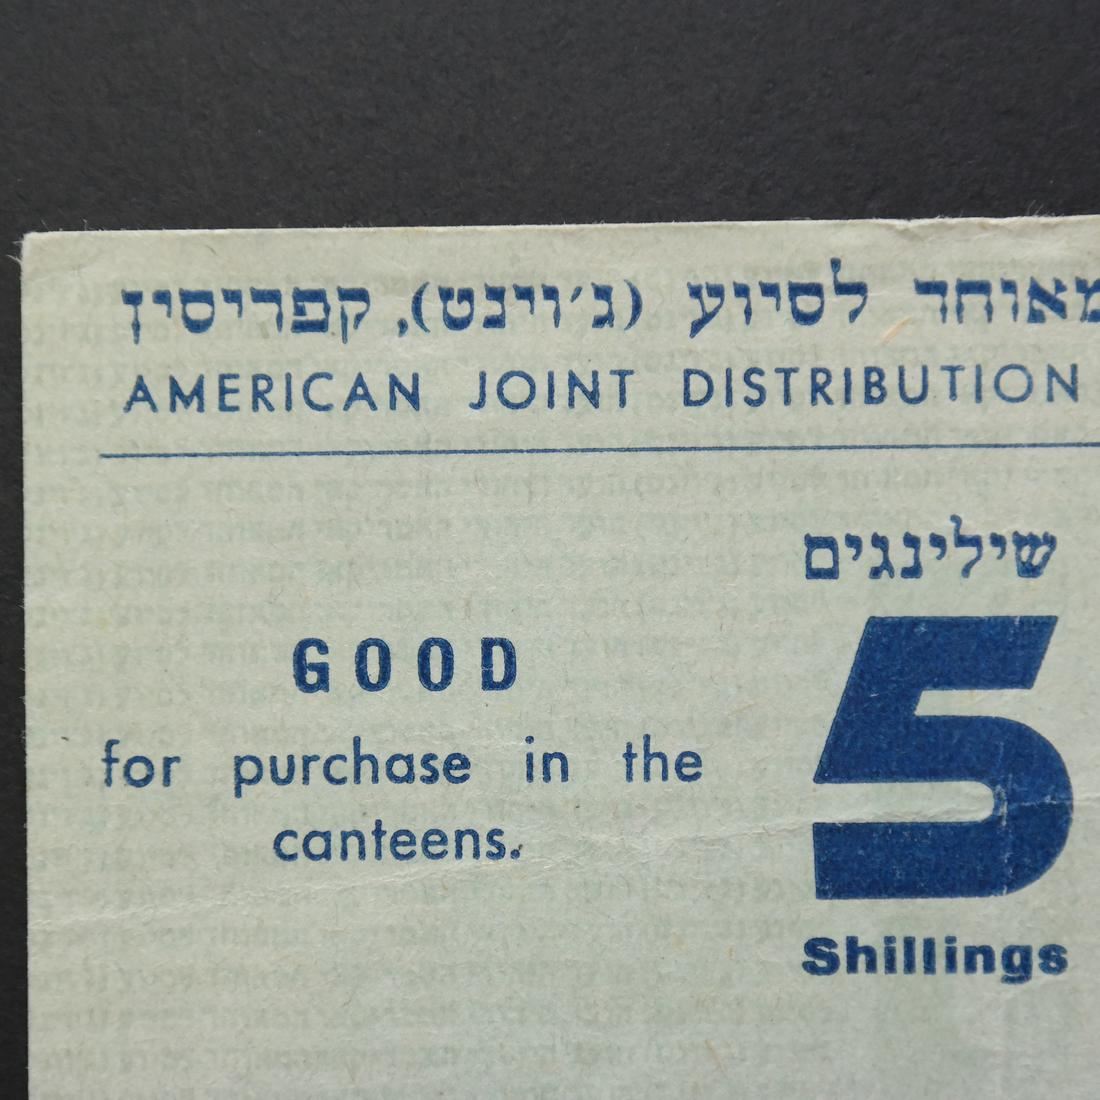 מאוחד לסיוע (ג׳וינט), קפריסין
AMERICAN JOINT DISTRIBUTION
שילינגים
5
Shillings
GOOD
for purchase in the
canteens.